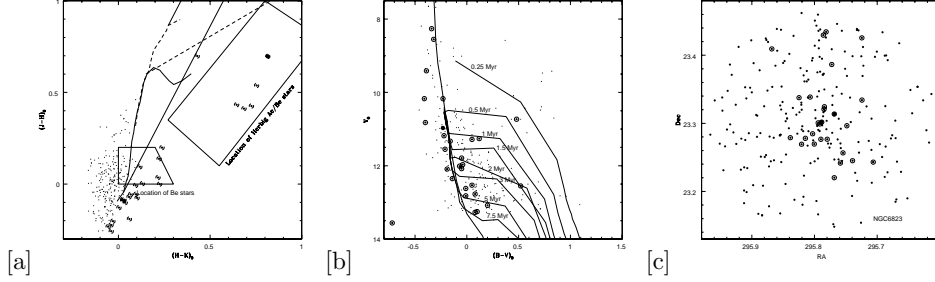 [a]
(J-H)₀
1
0.5
0
Location of Herbig Ae/Be stars
Location of Be stars
0
0.5
1
(H-K)₀
[b]
V₀
8
10
12
14
0.25 Myr
0.5 Myr
1 Myr
1.5 Myr
2 Myr
3 Myr
5 Myr
7.5 Myr
-0.5
0
0.5
1
1.5
(B-V)₀
[c]
Dec
23.4
23.3
23.2
NGC6823
295.9
295.8
295.7
RA